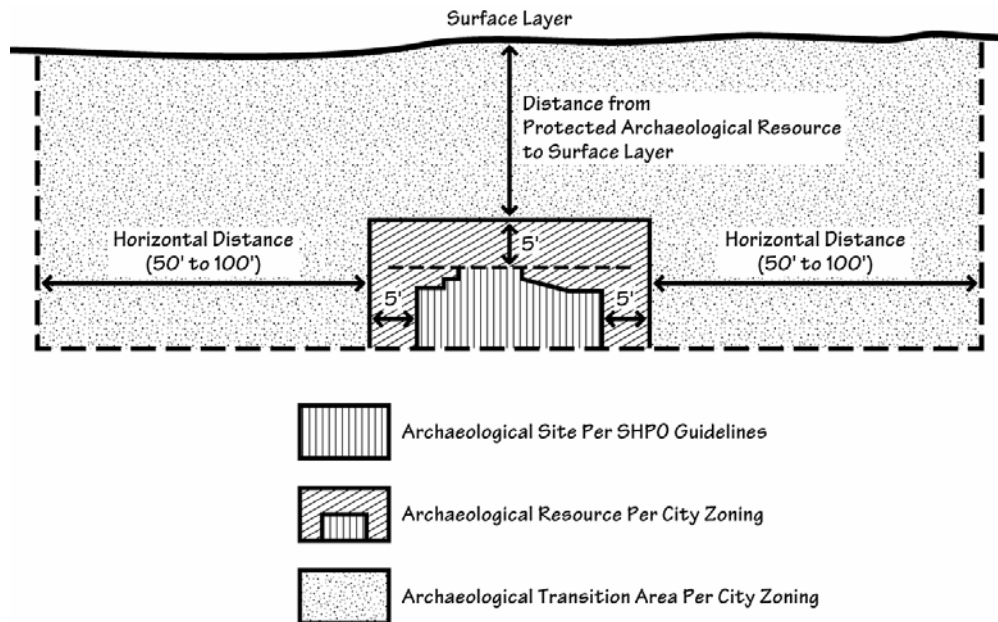 Surface Layer
Distance from
Protected Archaeological Resource
to Surface Layer
5'
Horizontal Distance
(50' to 100')
Horizontal Distance
(50' to 100')
5'
5'
Archaeological Site Per SHPO Guidelines
Archaeological Resource Per City Zoning
Archaeological Transition Area Per City Zoning